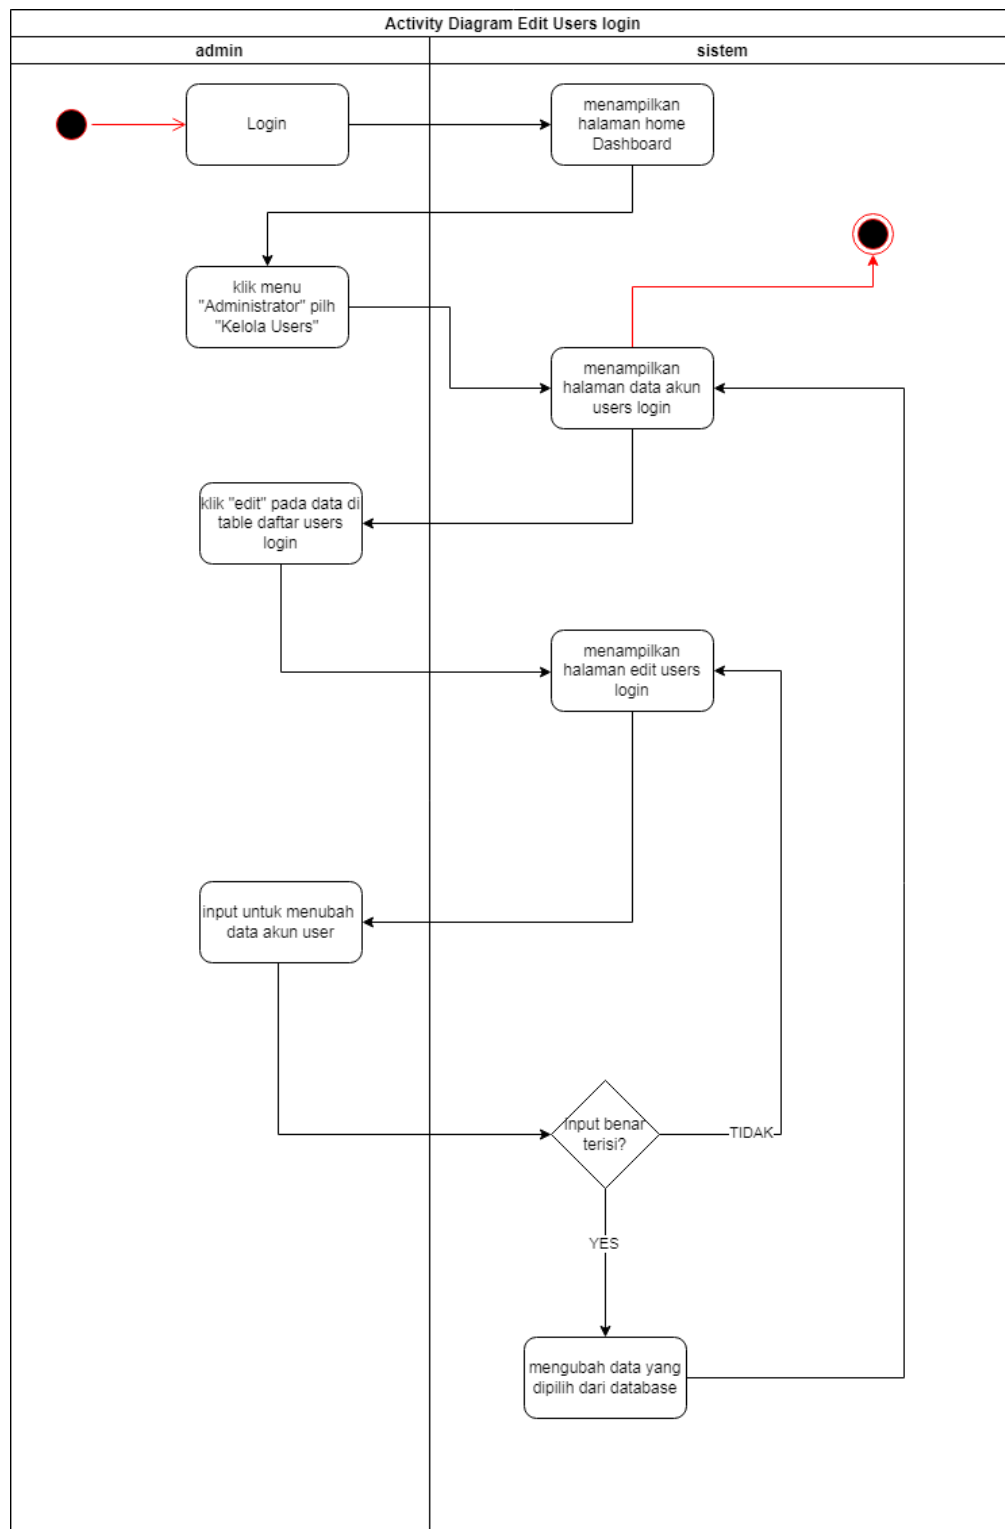 Activity Diagram Edit Users login
admin
sistem
Login
menampilkan
halaman home
Dashboard
klik menu
"Administrator" pilh
"Kelola Users"
menampilkan
halaman data akun
users login
klik "edit" pada data di
table daftar users
login
menampilkan
halaman edit users
login
input untuk menubah
data akun user
input benar
terisi?
TIDAK
YES
mengubah data yang
dipilih dari database